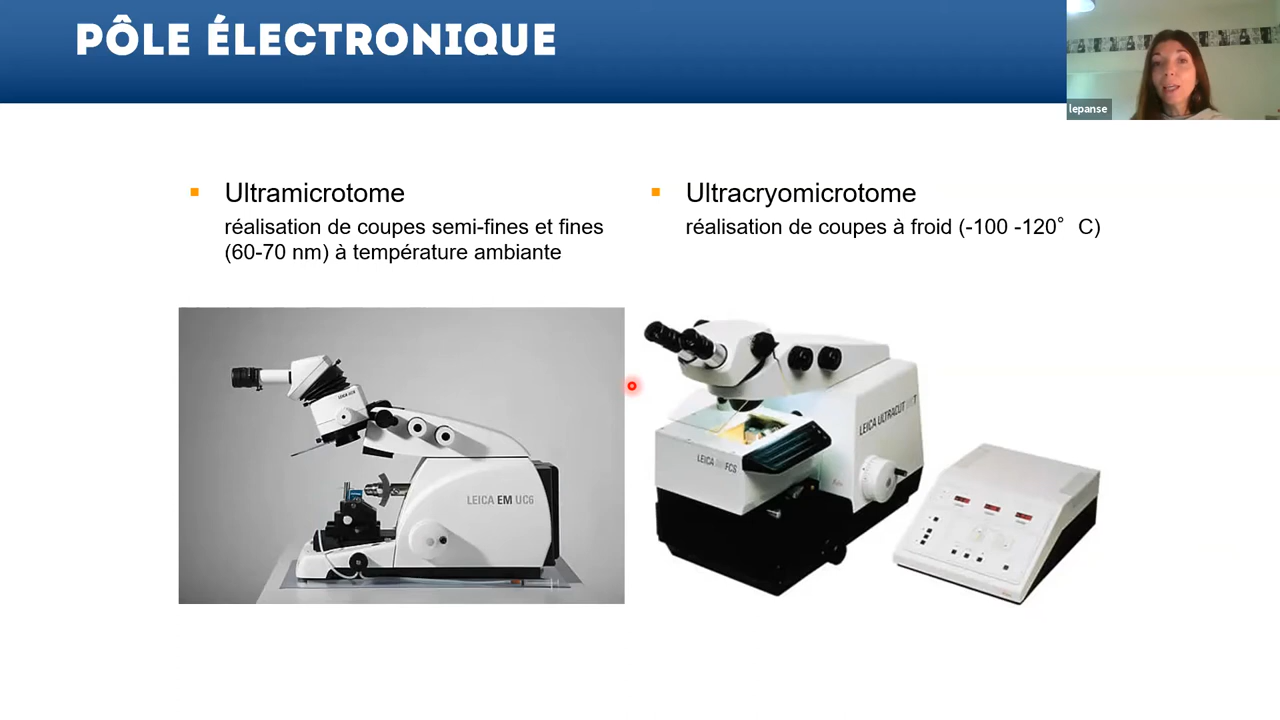 PÔLE ÉLECTRONIQUE
lepanse
Ultramicrotome
réalisation de coupes semi-fines et fines
(60-70 nm) à température ambiante
Ultracryomicrotome
réalisation de coupes à froid (-100 -120° C)
LEICA EM UC6
LEICA ULTRACUT
LEICA FCS